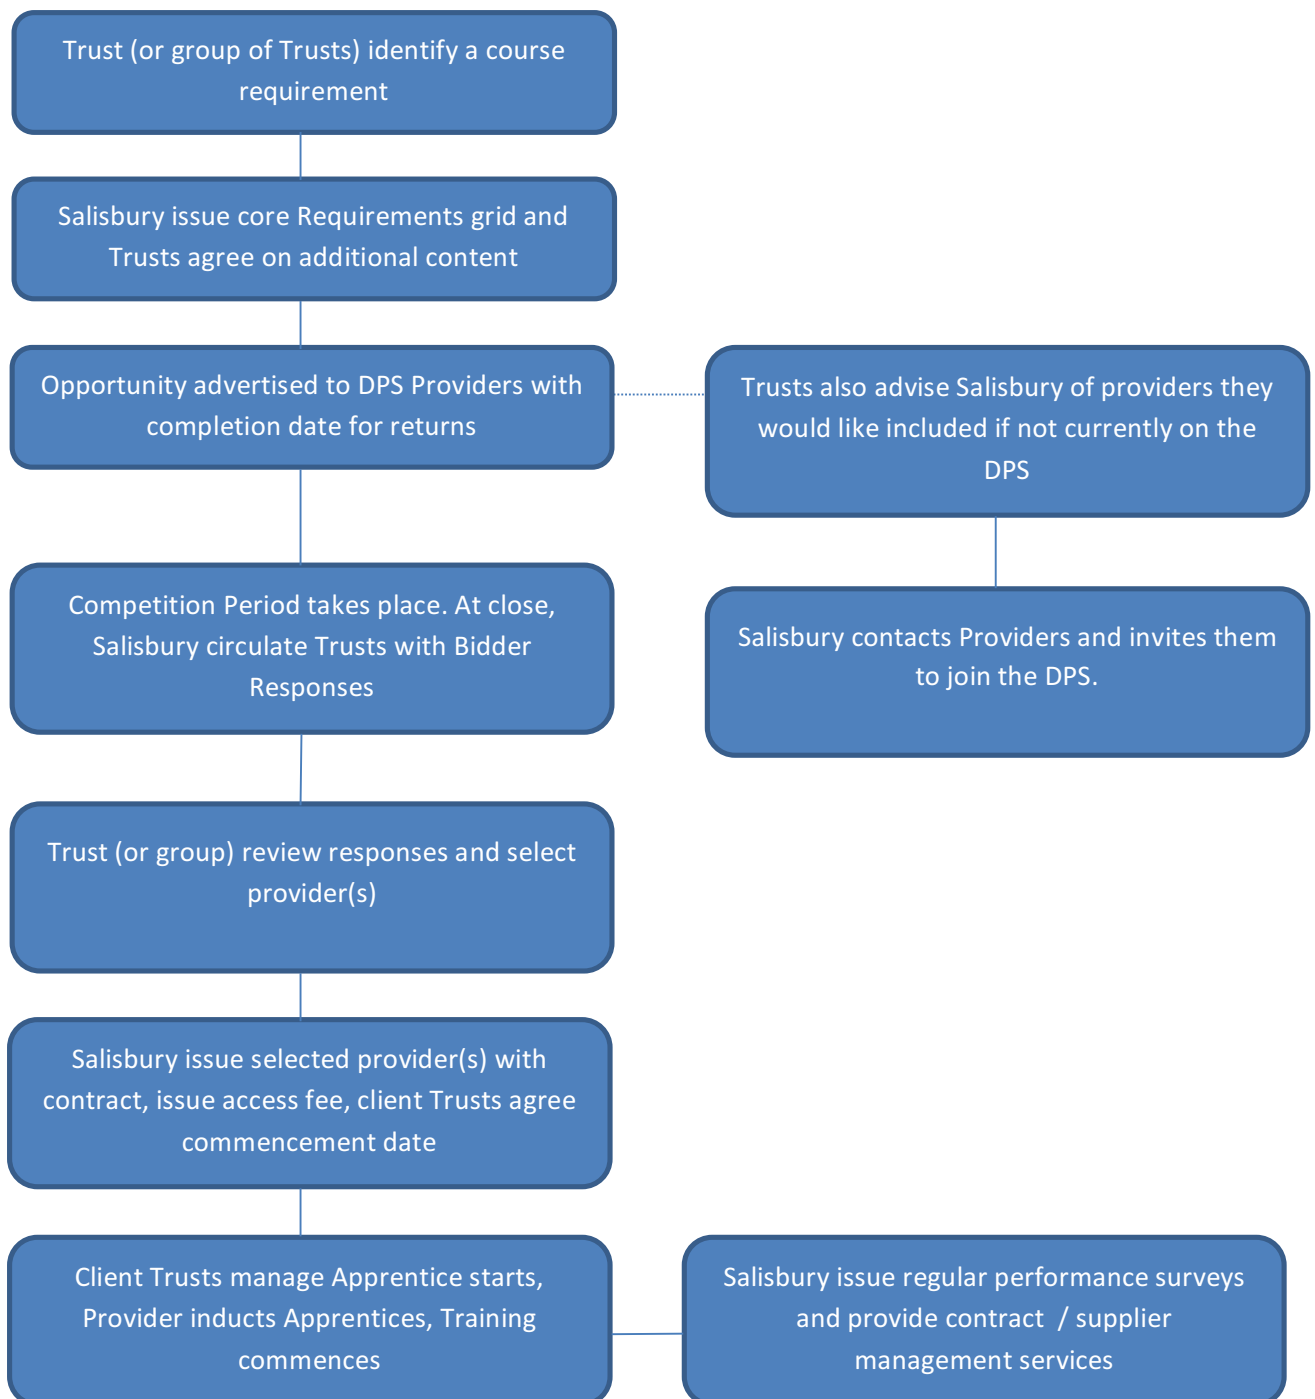 Trust (or group of Trusts) identify a course
requirement
Salisbury issue core Requirements grid and
Trusts agree on additional content
Opportunity advertised to DPS Providers with
completion date for returns
Trusts also advise Salisbury of providers they
would like included if not currently on the
DPS
Competition Period takes place. At close,
Salisbury circulate Trusts with Bidder
Responses
Salisbury contacts Providers and invites them
to join the DPS.
Trust (or group) review responses and select
provider(s)
Salisbury issue selected provider(s) with
contract, issue access fee, client Trusts agree
commencement date
Client Trusts manage Apprentice starts,
Provider inducts Apprentices, Training
commences
Salisbury issue regular performance surveys
and provide contract / supplier
management services